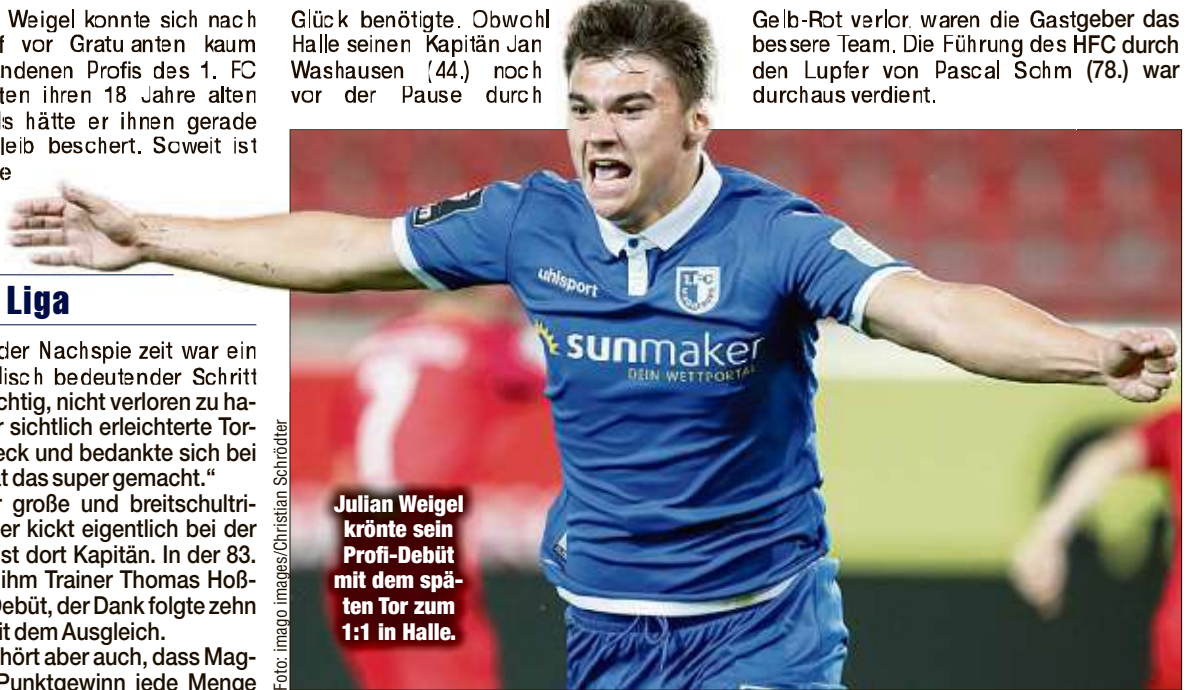 Weigel konnte sich nach
f vor Gratu anten kaum
ndenen Profis des 1. FC
ten ihren 18 Jahre alten
ls hätte er ihnen gerade
leib beschert. Soweit ist
e
Liga
der Nachspie zeit war ein
disch bedeutender Schritt
chtig, nicht verloren zu ha-
r sichtlich erleichterte Tor-
eck und bedankte sich bei
t das super gemacht.“
r große und breitschultri-
er kickt eigentlich bei der
st dort Kapitän. In der 83.
ihm Trainer Thomas Hoß-
Debüt, der Dank folgte zehn
it dem Ausgleich.
hört aber auch, dass Mag-
Punktgewinn jede Menge
Glück benötigte. Obwohl
Halle seinen Kapitän Jan
Washausen (44.) noch
vor der Pause durch
Gelb-Rot verlor, waren die Gastgeber das
bessere Team. Die Führung des HFC durch
den Lupfer von Pascal Sohm (78.) war
durchaus verdient.
uhlsport
1.FC
sunmaker
DEIN WETTPORTAL
Julian Weigel
krönte sein
Profi-Debüt
mit dem spä-
ten Tor zum
1:1 in Halle.
Foto: imago images/Christian Schrödter